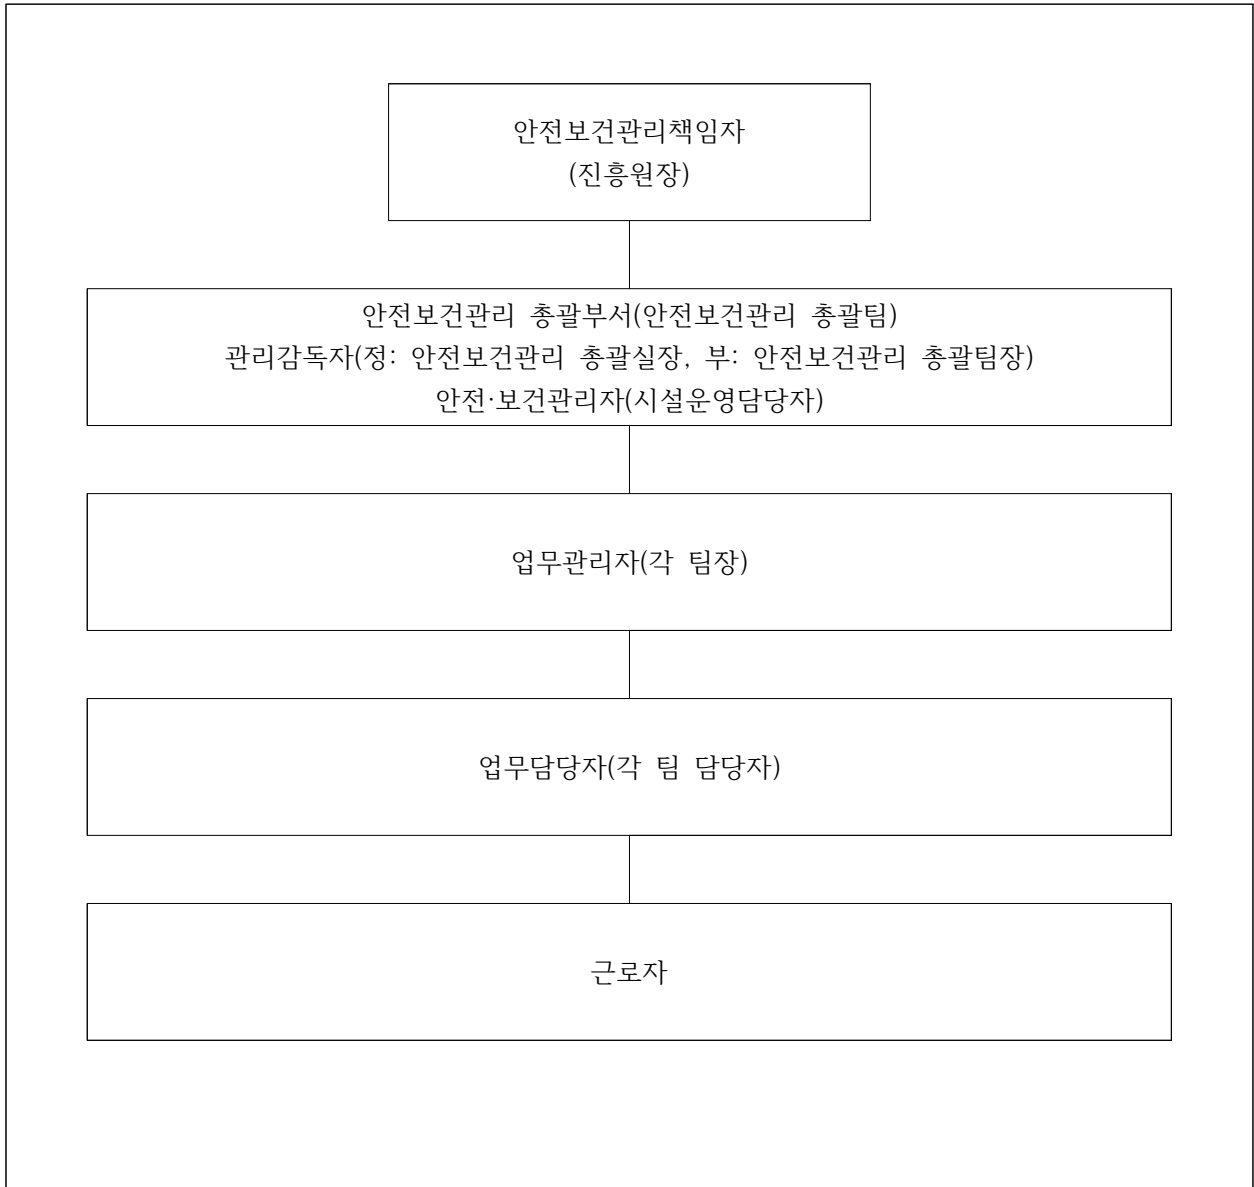 안전보건관리책임자
(진흥원장)
안전보건관리 총괄부서(안전보건관리 총괄팀)
관리감독자(정: 안전보건관리 총괄실장, 부: 안전보건관리 총괄팀장)
안전·보건관리자(시설운영담당자)
업무관리자(각 팀장)
업무담당자(각 팀 담당자)
근로자